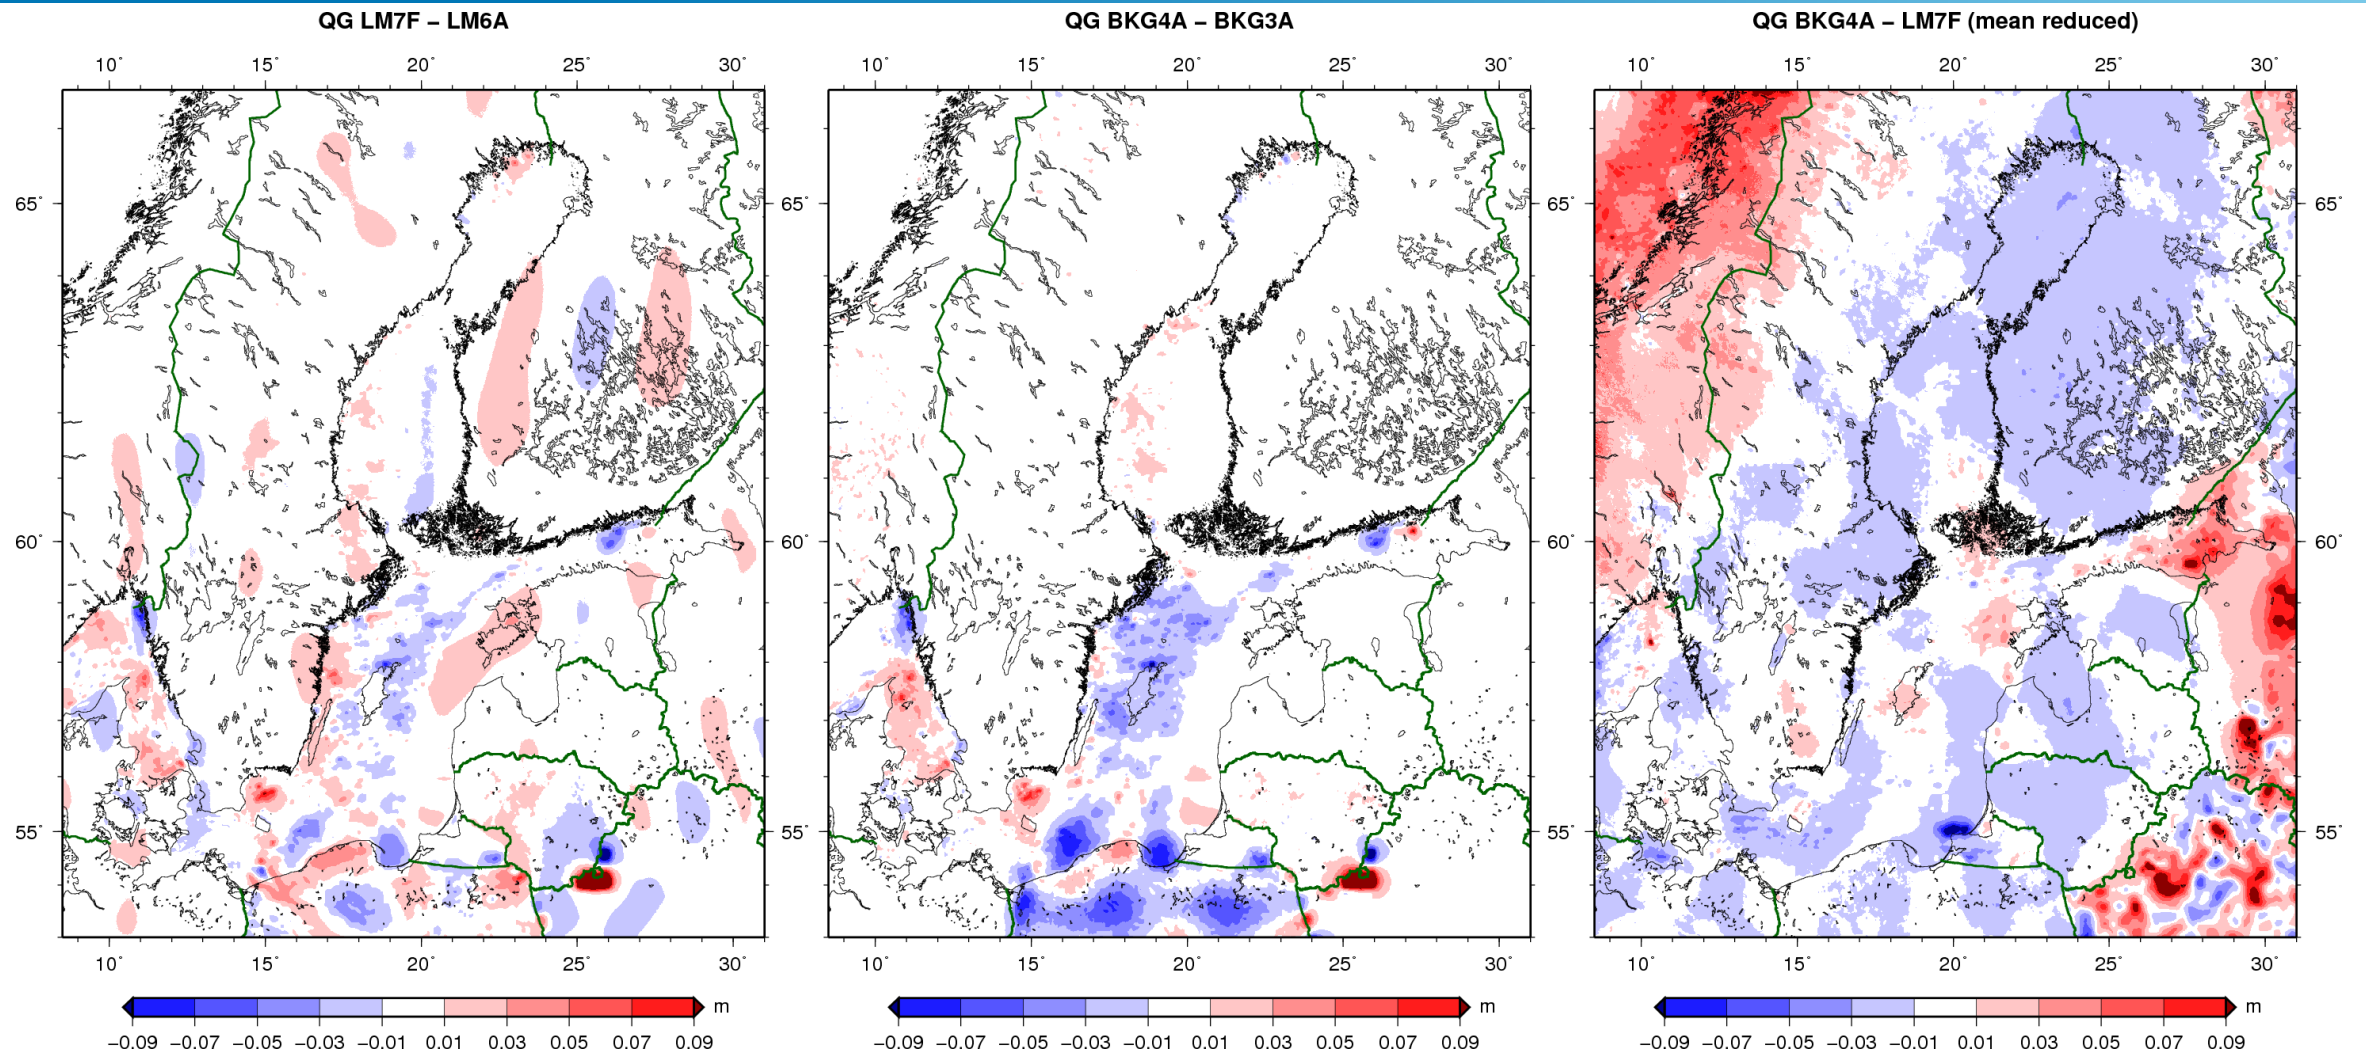 QG LM7F – LM6A
QG BKG4A – BKG3A
QG BKG4A – LM7F (mean reduced)
10° 15° 20° 25° 30°
10° 15° 20° 25° 30°
10° 15° 20° 25° 30°
65° 65° 65° 65°
60° 60° 60° 60°
55° 55° 55° 55°
10° 15° 20° 25° 30°
10° 15° 20° 25° 30°
10° 15° 20° 25° 30°
m
m
m
−0.09 −0.07 −0.05 −0.03 −0.01 0.01 0.03 0.05 0.07 0.09
−0.09 −0.07 −0.05 −0.03 −0.01 0.01 0.03 0.05 0.07 0.09
−0.09 −0.07 −0.05 −0.03 −0.01 0.01 0.03 0.05 0.07 0.09